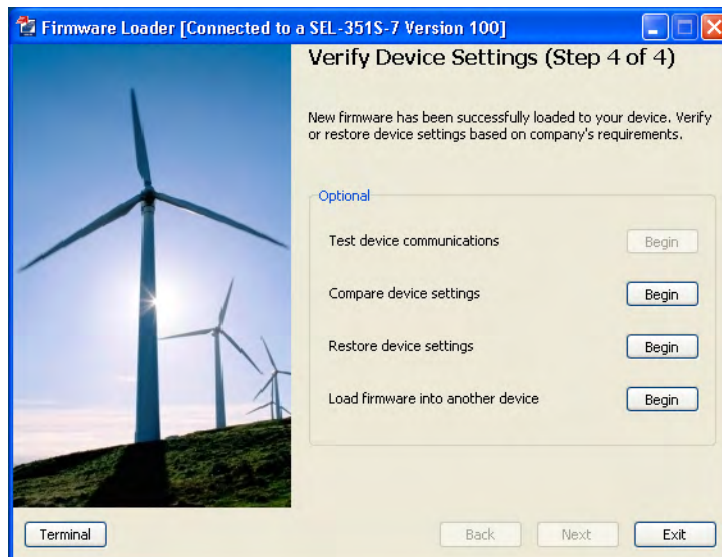 Firmware Loader [Connected to a SEL-351S-7 Version 100]
Verify Device Settings (Step 4 of 4)
New firmware has been successfully loaded to your device. Verify
or restore device settings based on company's requirements.
Optional
Test device communications Begin
Compare device settings Begin
Restore device settings Begin
Load firmware into another device Begin
Terminal Back Next Exit